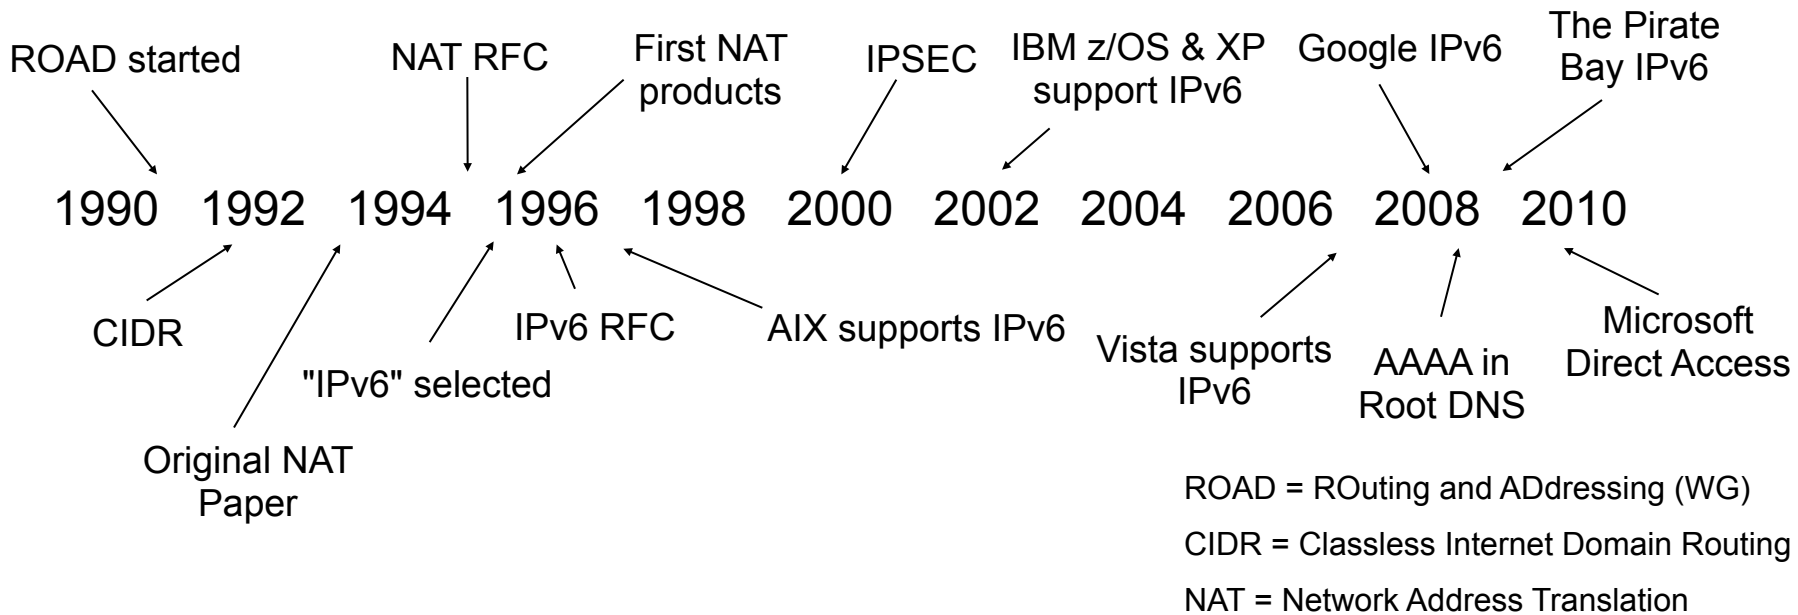 ROAD started
NAT RFC
First NAT
products
IPSEC
IBM z/OS & XP
support IPv6
Google IPv6
The Pirate
Bay IPv6
1990 1992 1994 1996 1998 2000 2002 2004 2006 2008 2010
CIDR
Original NAT
Paper
"IPv6" selected
IPv6 RFC
AIX supports IPv6
Vista supports
IPv6
AAAA in
Root DNS
Microsoft
Direct Access
ROAD = ROuting and ADdressing (WG)
CIDR = Classless Internet Domain Routing
NAT = Network Address Translation